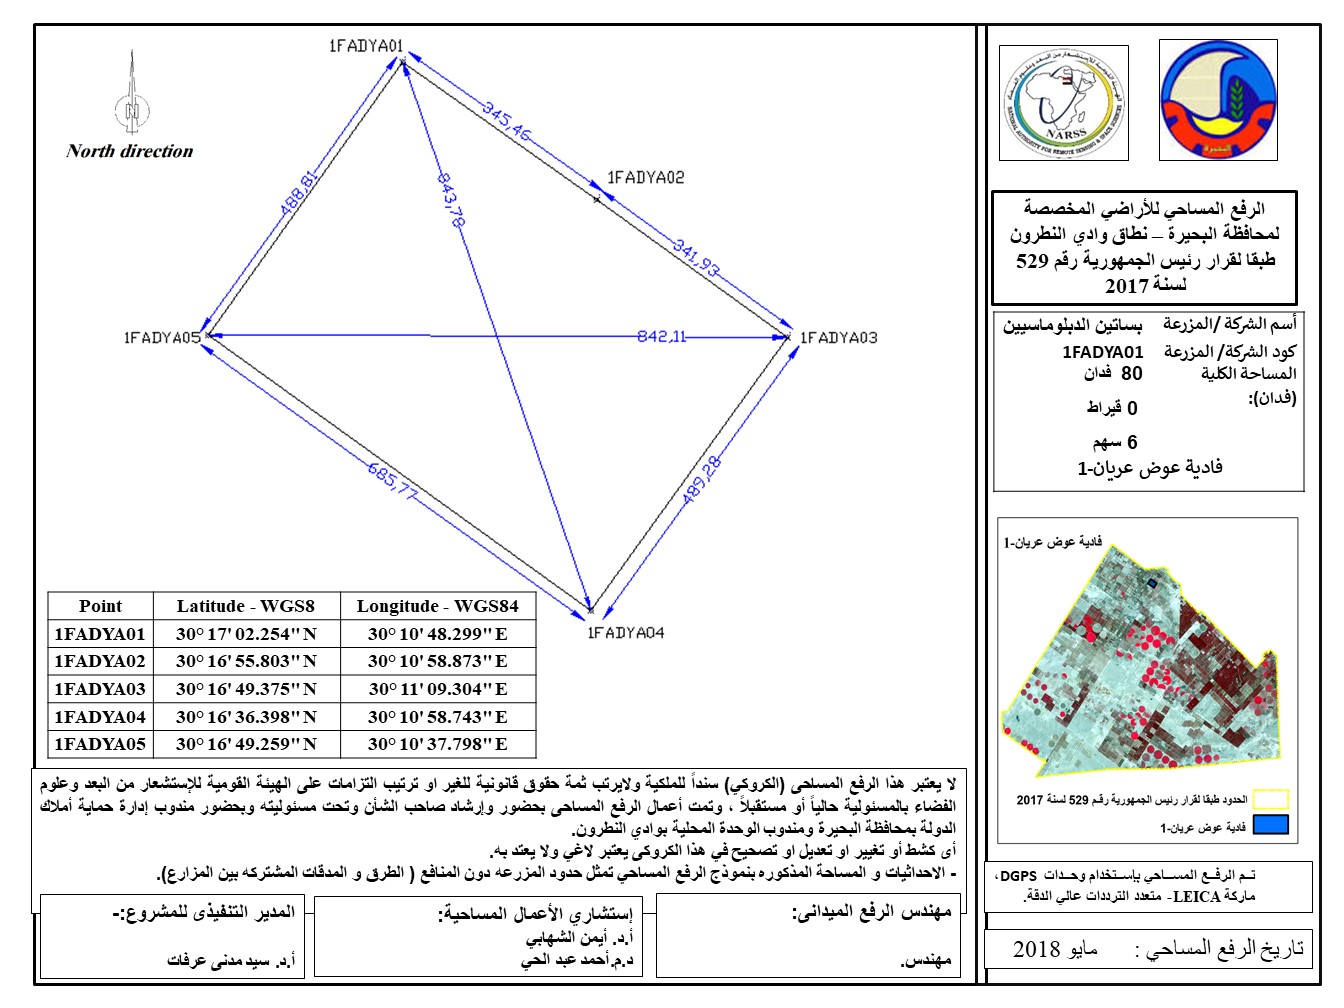 1FADYA01
345,46
1FADYA02
N
North direction
488,81
843,78
341,93
1FADYA05
842,11
1FADYA03
685,77
489,28
1FADYA04
Point Latitude - WGS8 Longitude - WGS84
1FADYA01 30° 17' 02.254" N 30° 10' 48.299" E
1FADYA02 30° 16' 55.803" N 30° 10' 58.873" E
1FADYA03 30° 16' 49.375" N 30° 11' 09.304" E
1FADYA04 30° 16' 36.398" N 30° 10' 58.743" E
1FADYA05 30° 16' 49.259" N 30° 10' 37.798" E
لا يعتبر هذا الرفع المساحى (الكروكي) سنداً للملكية ولايرتب ثمة حقوق قانونية للغير او ترتيب التزامات على الهيئة القومية للإستشعار من البعد وعلوم
الفضاء بالمسئولية حالياً أو مستقبلاً ، وتمت أعمال الرفع المساحى بحضور وإرشاد صاحب الشأن وتحت مسئوليته وبحضور مندوب إدارة حماية أملاك
الدولة بمحافظة البحيرة ومندوب الوحدة المحلية بوادي النطرون.
أى كشط أو تغيير او تعديل او تصحيح في هذا الكروكى يعتبر لاغي ولا يعتد به.
- الاحداثيات و المساحة المذكوره بنموذج الرفع المساحي تمثل حدود المزرعه دون المنافع ( الطرق و المدقات المشتركه بين المزارع).
مهندس الرفع الميدانى:
مهندس.
إستشاري الأعمال المساحية:
أ.د. أيمن الشهابي
د.م.أحمد عبد الحي
المدير التنفيذى للمشروع:-
أ.د. سيد مدنى عرفات
NARSS
NATIONAL AUTHORITY FOR REMOTE SENSING & SPACE SCIENCES
البحيرة
الرفع المساحي للأراضي المخصصة
لمحافظة البحيرة – نطاق وادي النطرون
طبقا لقرار رئيس الجمهورية رقم 529
لسنة 2017
أسم الشركة /المزرعة بساتين الدبلوماسيين
كود الشركة/ المزرعة 1FADYA01
المساحة الكلية 80 فدان
(فدان):
0 قيراط
6 سهم
فادية عوض عريان-1
فادية عوض عريان-1
الحدود طبقا لقرار رئيس الجمهورية رقم 529 لسنة 2017
فادية عوض عريان-1
تـم الرفـع المســاحي بإسـتخدام وحـدات DGPS ،
ماركة LEICA- متعدد الترددات عالي الدقة.
تاريخ الرفع المساحي : مايو 2018